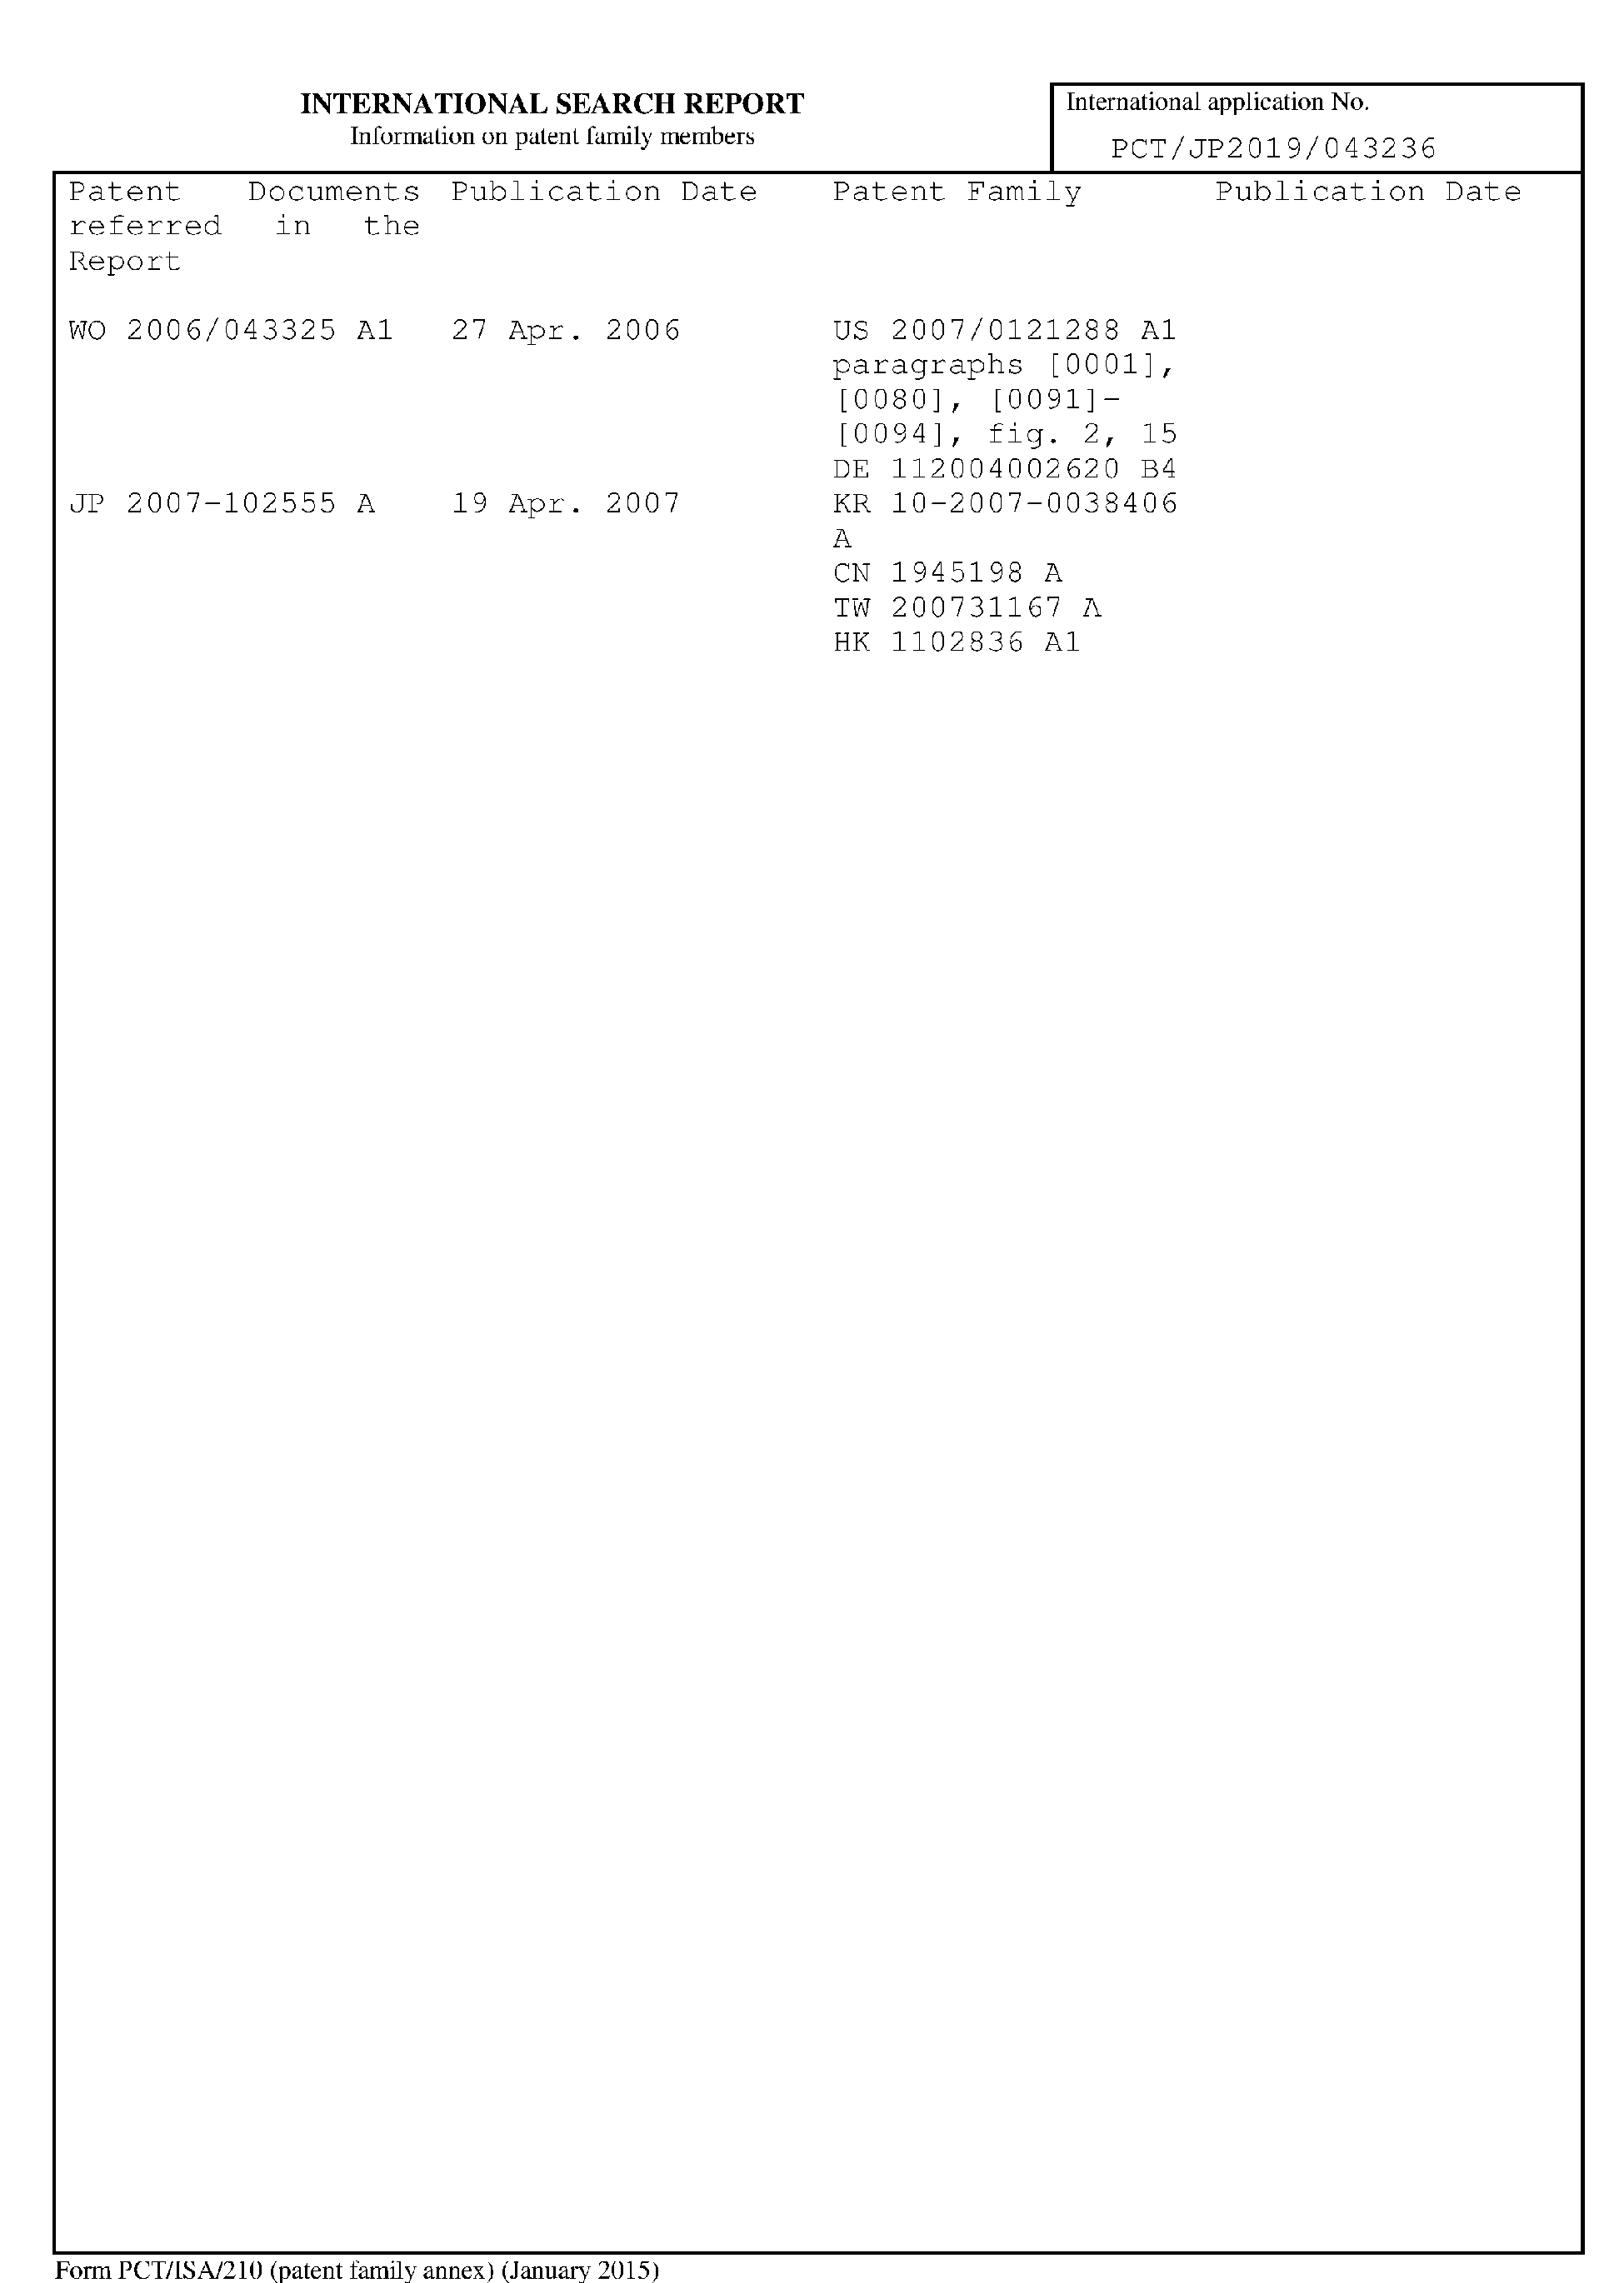 INTERNATIONAL SEARCH REPORT
Information on patent family members
International application No.
PCT/JP2019/043236
Patent Documents Publication Date Patent Family Publication Date
referred in the
Report
WO 2006/043325 A1 27 Apr. 2006 US 2007/0121288 A1
paragraphs [0001],
[0080], [0091]-
[0094], fig. 2, 15
DE 112004002620 B4
JP 2007-102555 A 19 Apr. 2007 KR 10-2007-0038406
A
CN 1945198 A
TW 200731167 A
HK 1102836 A1
Form PCT/ISA/210 (patent family annex) (January 2015)